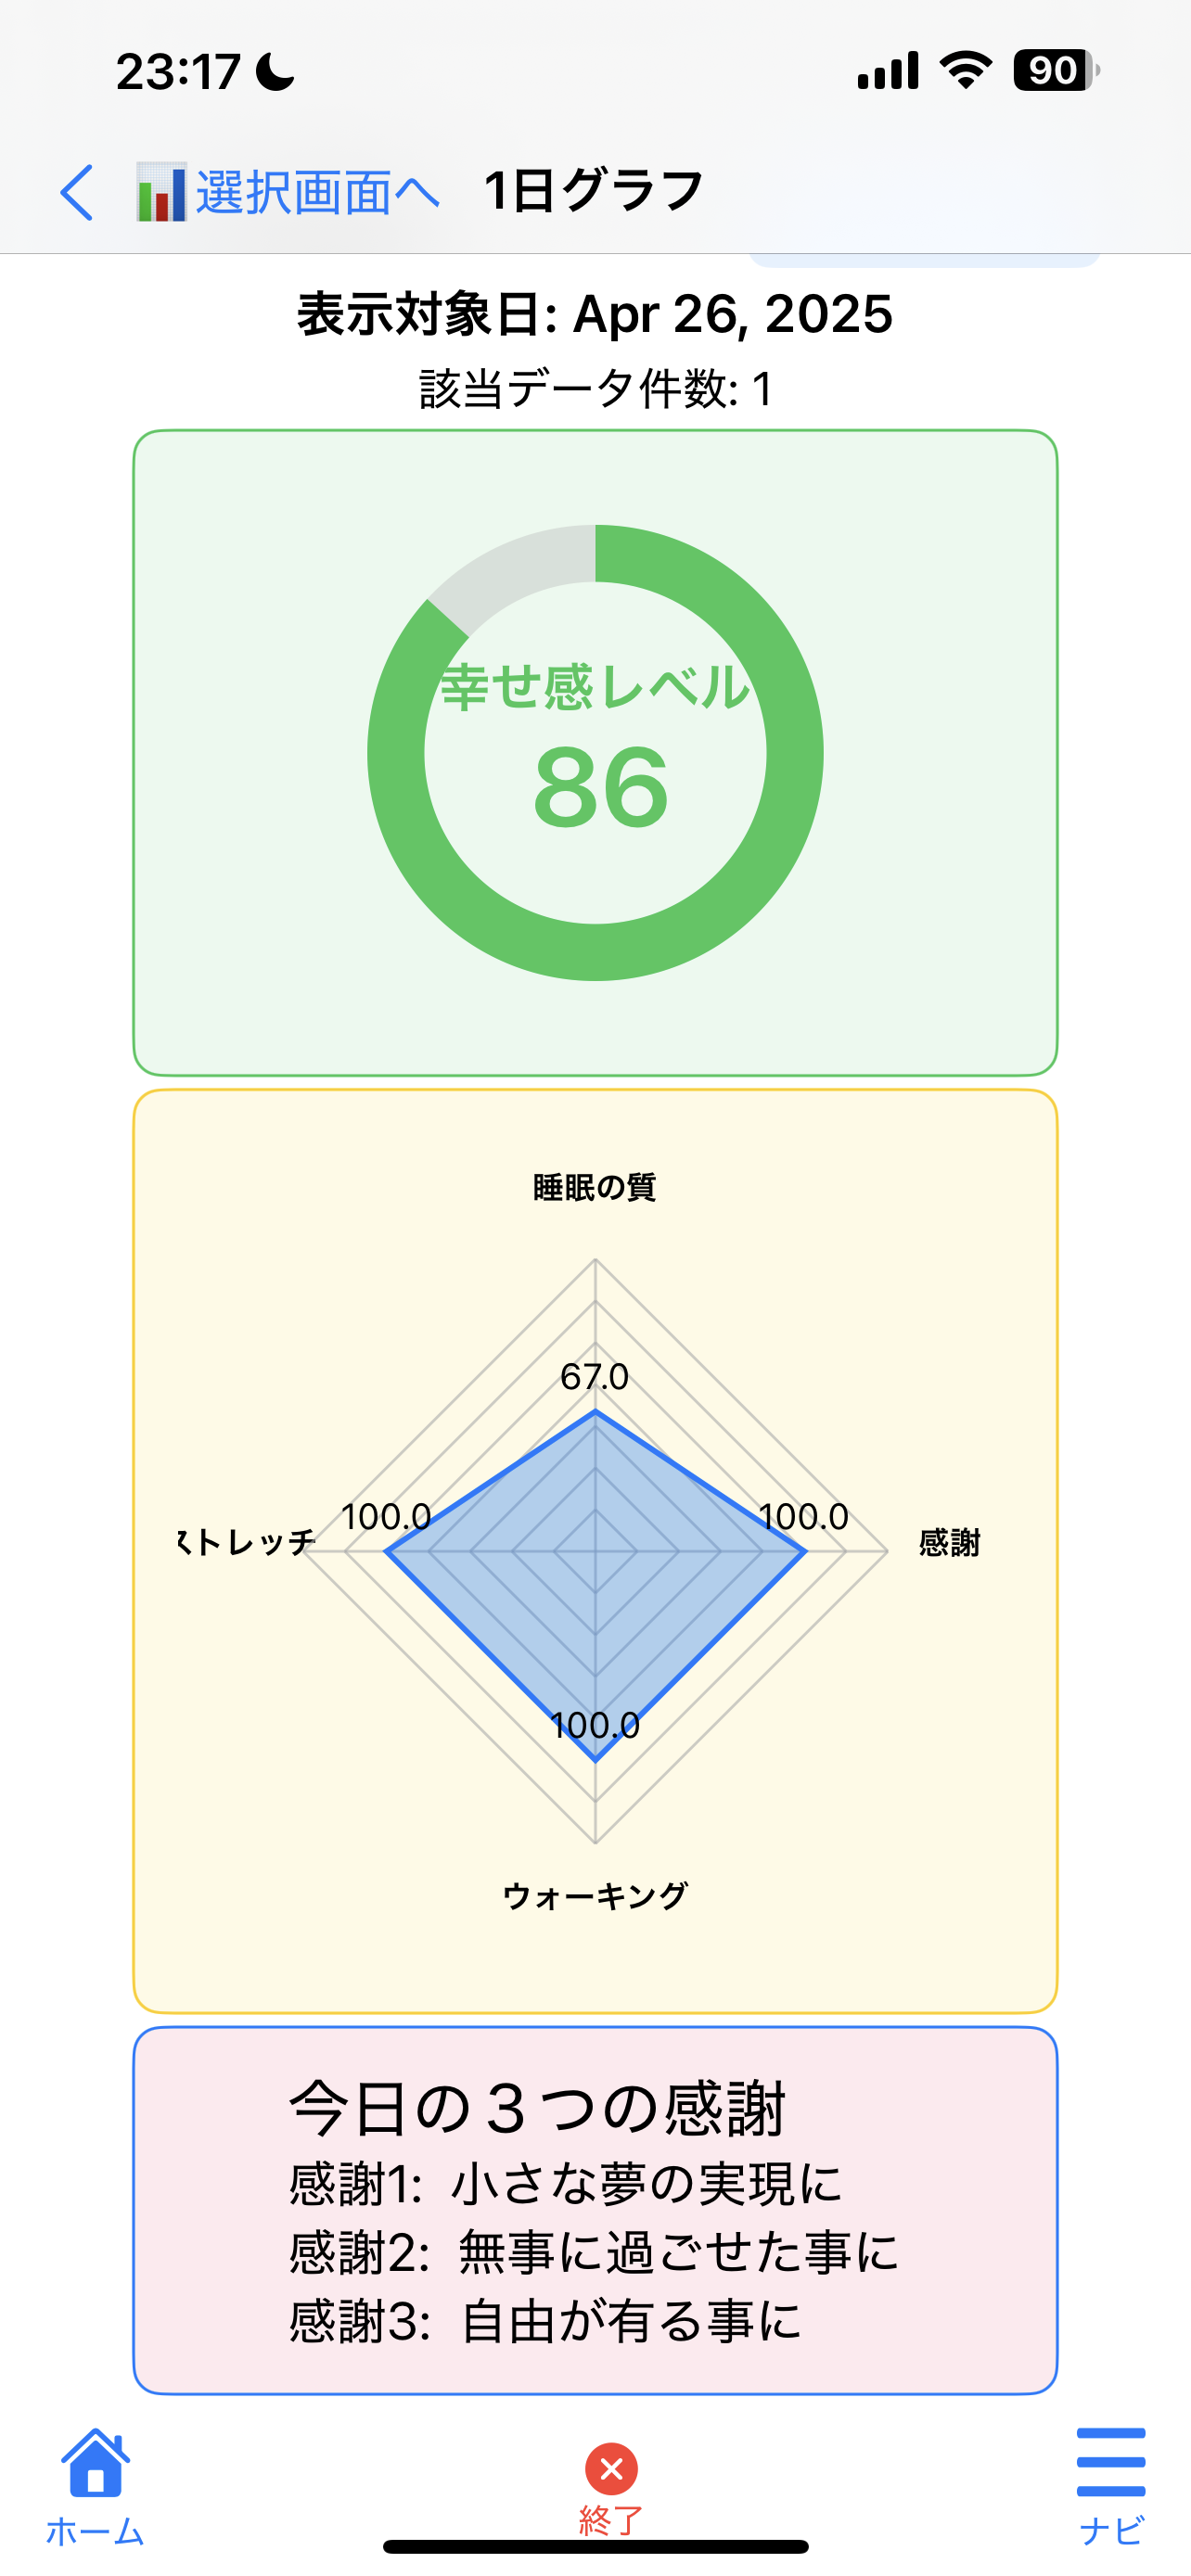 23:17
90
選択画面へ 1日グラフ
表示対象日: Apr 26, 2025
該当データ件数: 1
幸せ感レベル
86
睡眠の質
67.0
100.0
100.0
ストレッチ
感謝
100.0
ウォーキング
今日の3つの感謝
感謝1: 小さな夢の実現に
感謝2: 無事に過ごせた事に
感謝3: 自由が有る事に
ホーム
終了
ナビ